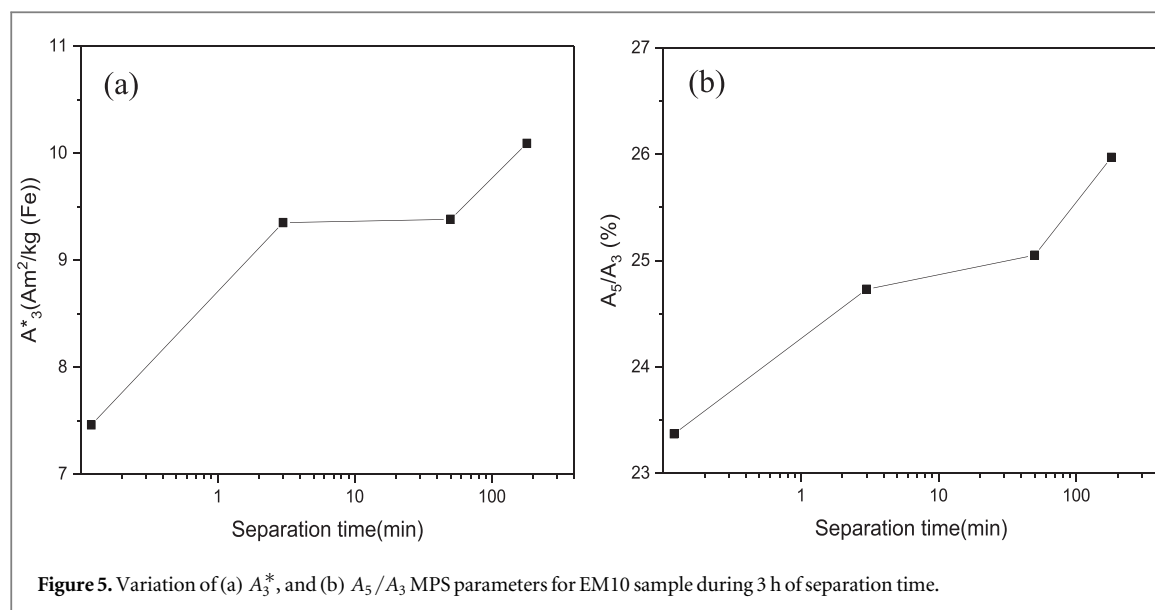 (a)
11
10
9
8
7
A*3(Am2/kg (Fe))
1
10
100
Separation time(min)
(b)
27
26
25
24
23
A5/A3 (%)
1
10
100
Separation time(min)
Figure 5. Variation of (a) A3*, and (b) A5/A3 MPS parameters for EM10 sample during 3 h of separation time.